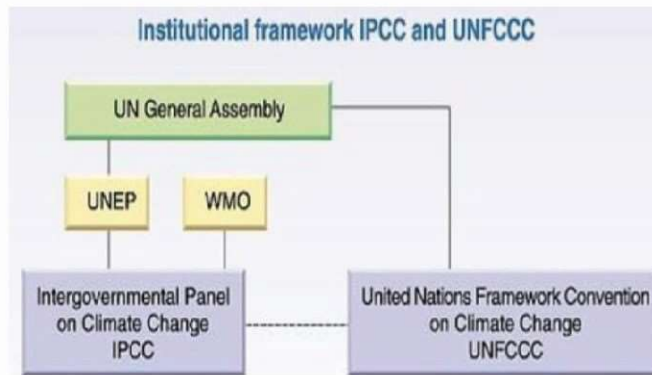 Institutional framework IPCC and UNFCCC
UN General Assembly
UNEP
WMO
Intergovernmental Panel
on Climate Change
IPCC
United Nations Framework Convention
on Climate Change
UNFCCC